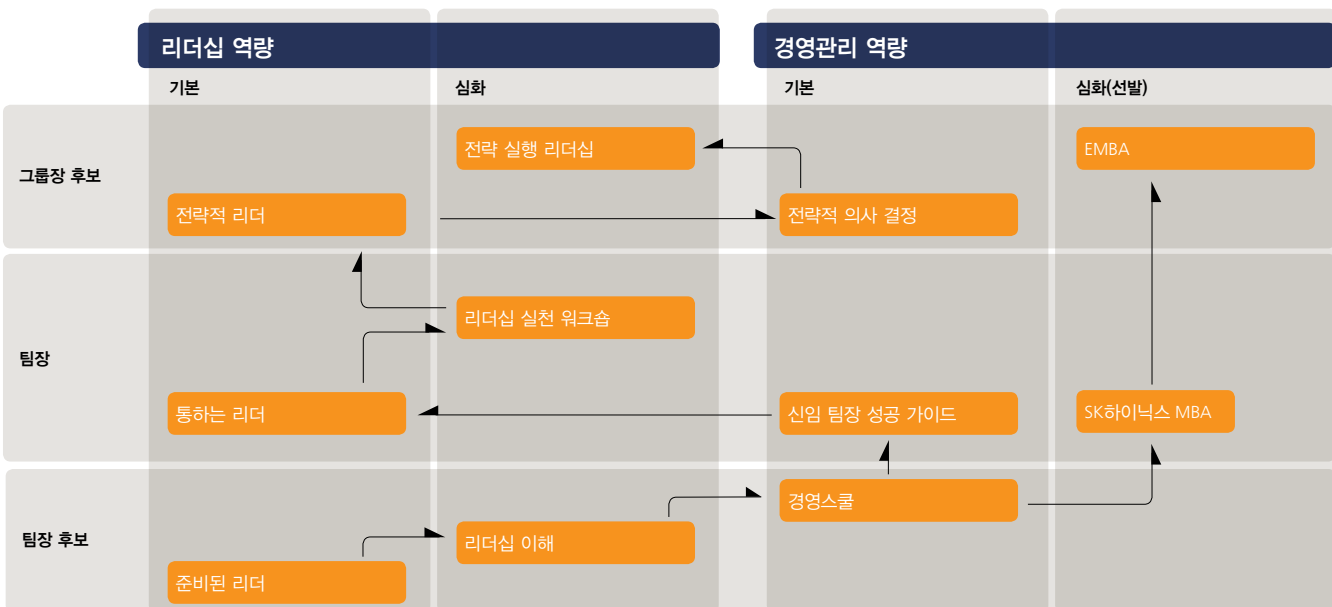 리더십 역량
경영관리 역량
기본
심화
기본
심화(선발)
그룹장 후보
전략 실행 리더십
EMBA
전략적 리더
전략적 의사 결정
팀장
리더십 실천 워크숍
통하는 리더
신임 팀장 성공 가이드
SK하이닉스 MBA
팀장 후보
경영스쿨
리더십 이해
준비된 리더